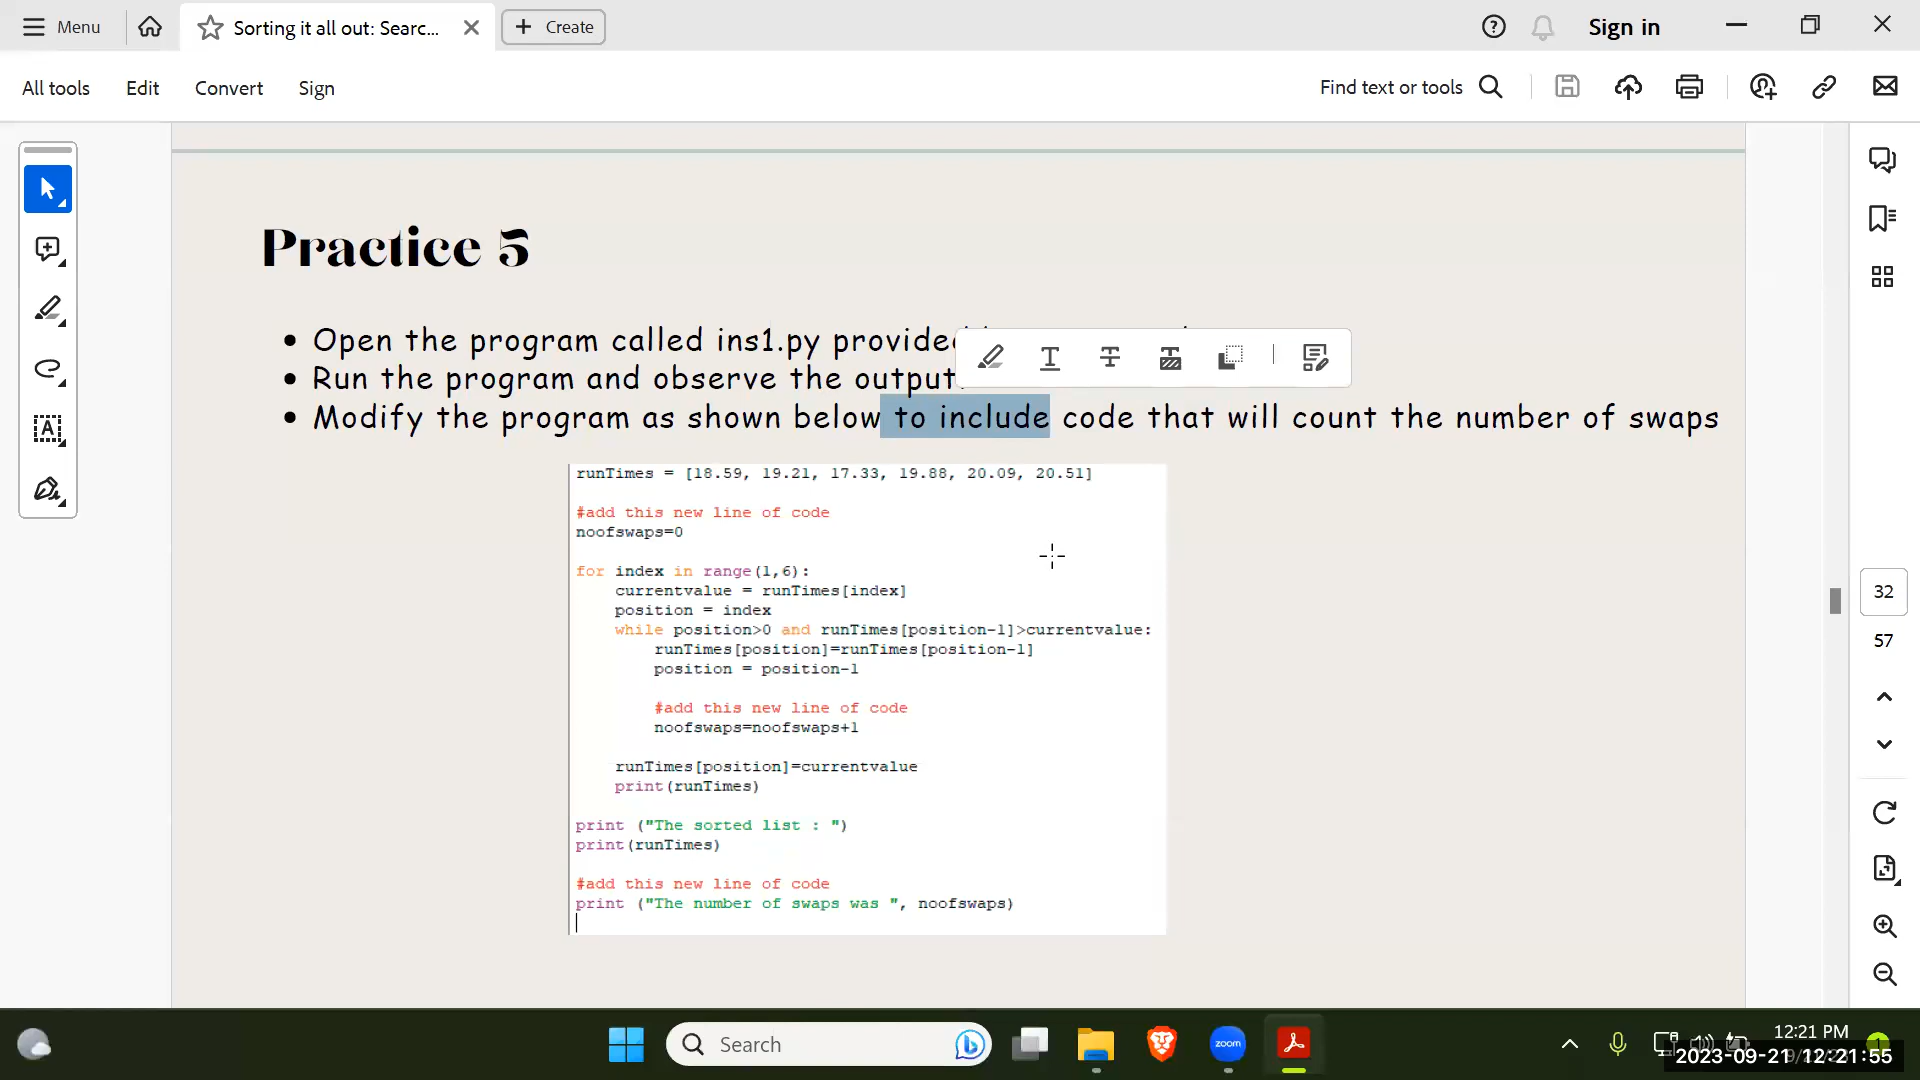 Menu
Sorting it all out: Searc...
Create
Sign in
All tools
Edit
Convert
Sign
Find text or tools
Practice 5
Open the program called ins1.py provided
Run the program and observe the output.
Modify the program as shown below to include code that will count the number of swaps
runTimes = [18.59, 19.21, 17.33, 19.88, 20.09, 20.51]
#add this new line of code
noofswaps=0
for index in range(1,6):
currentvalue = runTimes[index]
position = index
while position>0 and runTimes[position-1]>currentvalue:
runTimes[position]=runTimes[position-1]
position = position-1
#add this new line of code
noofswaps=noofswaps+1
runTimes[position]=currentvalue
print(runTimes)
print ("The sorted list : ")
print(runTimes)
#add this new line of code
print ("The number of swaps was ", noofswaps)
32
57
Search
zoom
12:21 PM
2023-09-21 12:21:55